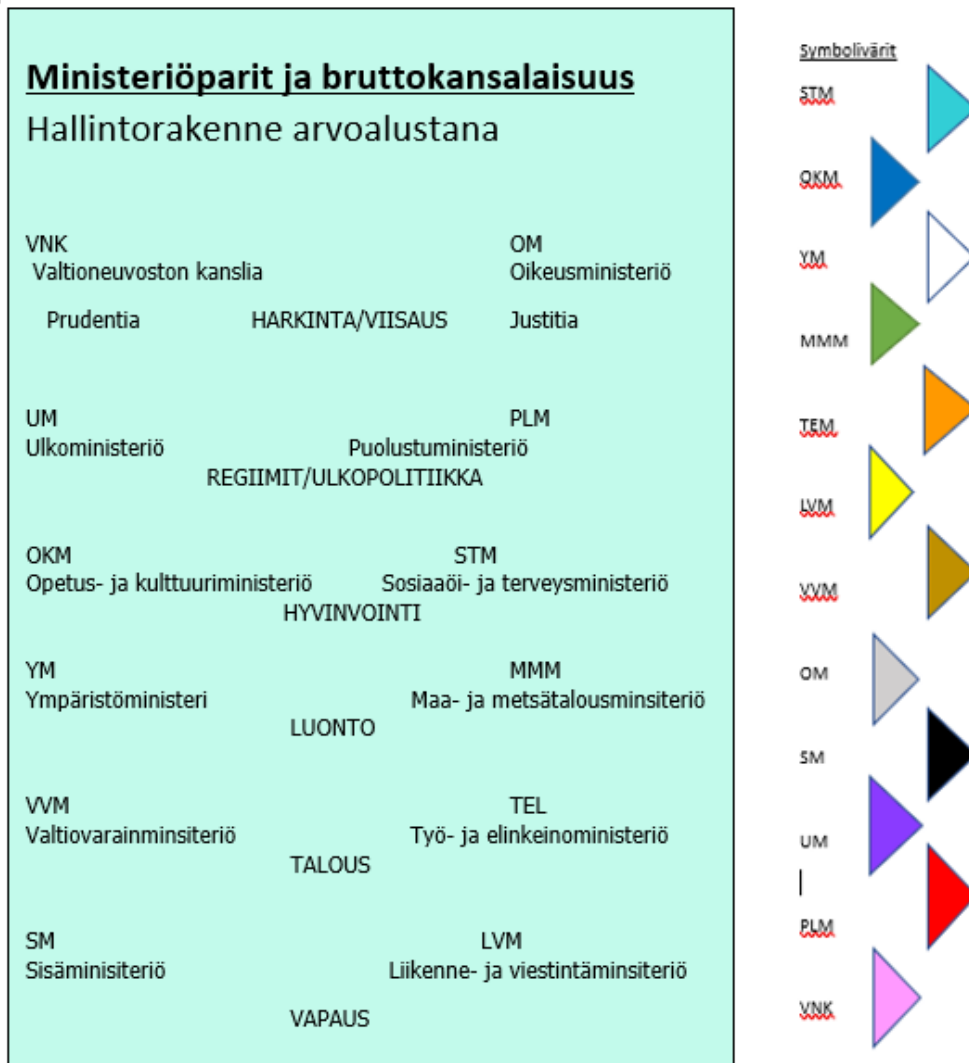 Ministeriöparit ja bruttokansalaisuus
Hallintorakenne arvoalustana
VNK OM
Valtioneuvoston kanslia Oikeusministeriö
Prudentia HARKINTA/VIISAUS Justitia
UM PLM
Ulkoministeriö Puolustuministeriö
REGIIMIT/ULKOPOLITIIKKA
OKM STM
Opetus- ja kulttuuriministeriö Sosiaaöi- ja terveysministeriö
HYVINVOINTI
YM MMM
Ympäristöministeri Maa- ja metsätalousminsiteriö
LUONTO
VVM TEL
Valtiovarainminsiteriö Työ- ja elinkeinoministeriö
TALOUS
SM LVM
Sisäminisiteriö Liikenne- ja viestintäminsiteriö
VAPAUS
Symbolivärit
STM
OKM
YM
MMM
TEM
LVM
VVM
OM
SM
UM
PLM
VNK